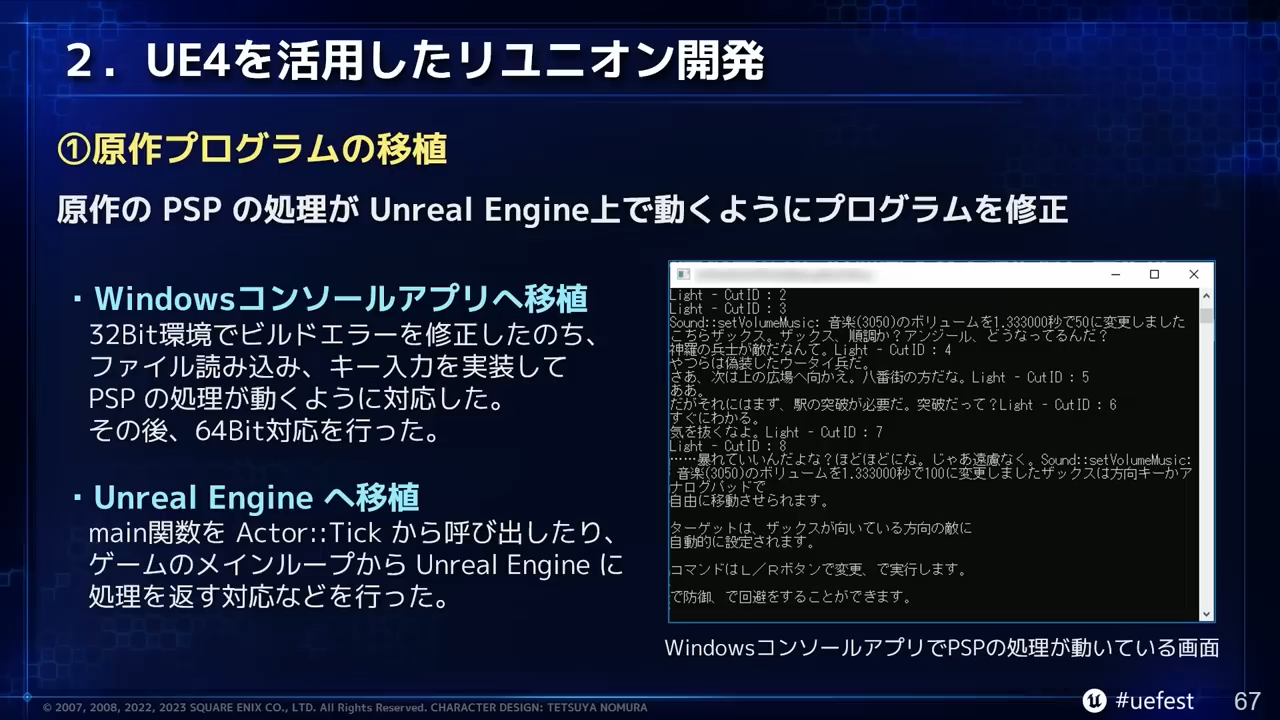 ２．UE4を活用したリユニオン開発
①原作プログラムの移植
原作の PSP の処理が Unreal Engine上で動くようにプログラムを修正
・Windowsコンソールアプリへ移植
32Bit環境でビルドエラーを修正したのち、
ファイル読み込み、キー入力を実装して
PSP の処理が動くように対応した。
その後、64Bit対応を行った。
・Unreal Engine へ移植
main関数を Actor::Tick から呼び出したり、
ゲームのメインループから Unreal Engine に
処理を返す対応などを行った。
Light - CutID : 2
Light - CutID : 3
Sound::setVolumeMusic: 音楽(3050)のボリュームを1.333000秒で50に変更しました
こちらザックス。ザックス、順調か？アンジール、どうなってるんだ？
神羅の兵士が敵だなんて。Light - CutID : 4
やつらは偽装したウータイ兵だ。
さあ、次は上の広場へ向かえ。八番街の方だな。Light - CutID : 5
ああ。
だがそれにはまず、駅の突破が必要だ。突破だって？Light - CutID : 6
すぐにわかる。
気を抜くなよ。Light - CutID : 7
Light - CutID : 8
……暴れていいんだよな？ほどほどにな。じゃあ遠慮なく。Sound::setVolumeMusic:
音楽(3050)のボリュームを1.333000秒で100に変更しましたザックスは方向キーかア
ナログパッドで
自由に移動させられます。
ターゲットは、ザックスが向いている方向の敵に
自動的に設定されます。
コマンドはＬ／Ｒボタンで変更、で実行します。
で防御、で回避をすることができます。
WindowsコンソールアプリでPSPの処理が動いている画面
© 2007, 2008, 2022, 2023 SQUARE ENIX CO., LTD. All Rights Reserved. CHARACTER DESIGN: TETSUYA NOMURA
#uefest
67